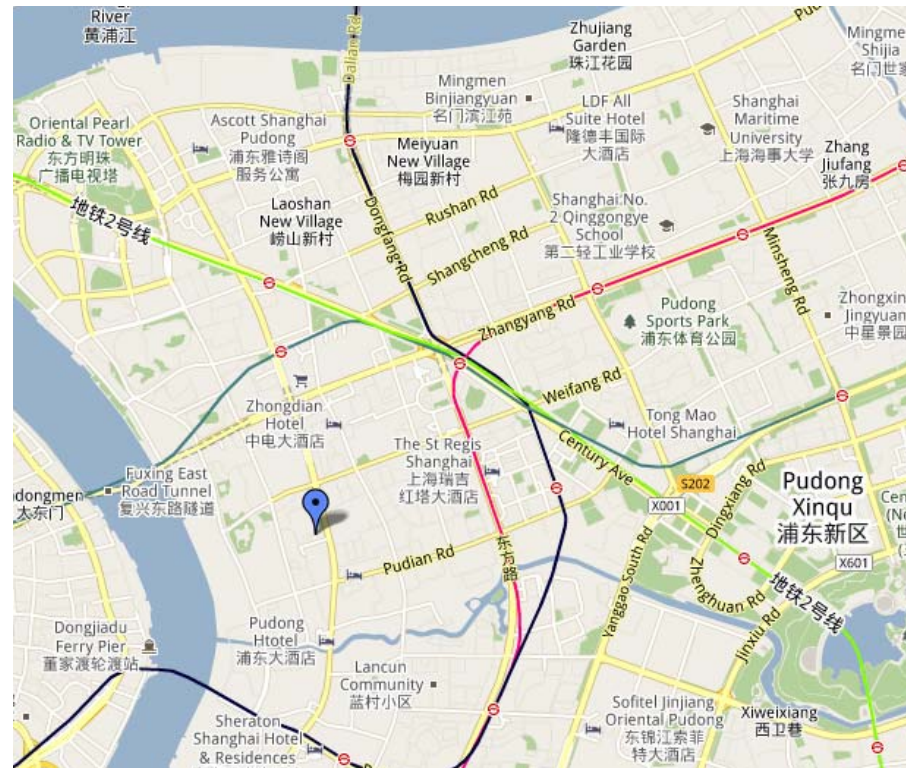 River
黄浦江
Dalian Rd
Zhujiang
Garden
珠江花园
Mingme
Shijia
名门世家
Mingmen
Binjiangyuan
名门滨江苑
Oriental Pearl
Radio & TV Tower
东方明珠
广播电视塔
Ascott Shanghai
Pudong
浦东雅诗阁
服务公寓
LDF All
Suite Hotel
隆德丰国际
大酒店
Shanghai
Maritime
University
上海海事大学
Meiyuan
New Village
梅园新村
Zhang
Jiufang
张九房
Laoshan
New Village
崂山新村
地铁2号线
Rushan Rd
Dongfang Rd
Shangcheng Rd
Shanghai No.
2 Qinggongye
School
第二轻工业学校
Minsheng Rd
Zhangyang Rd
Pudong
Sports Park
浦东体育公园
Zhongxin
Jingyuan
中星景园
Weifang Rd
Zhongdian
Hotel
中电大酒店
Tong Mao
Hotel Shanghai
The St Regis
Shanghai
上海瑞吉
红塔大酒店
Century Ave
Fuxing East
Road Tunnel
复兴东路隧道
dongmen
大东门
S202
X001
Dingxiang Rd
Pudong
Xinqu
浦东新区
Cen
(No
世
X601
Pudian Rd
Yanggao South Rd
Zhenghuan Rd
地铁2号线
Jinxiu Rd
Dongjiadu
Ferry Pier
董家渡轮渡站
Pudong
Htotel
浦东大酒店
Lancun
Community
蓝村小区
Sheraton
Shanghai Hotel
& Residences
Sofitel Jinjiang
Oriental Pudong
东锦江索菲
特大酒店
Xiweixiang
西卫巷